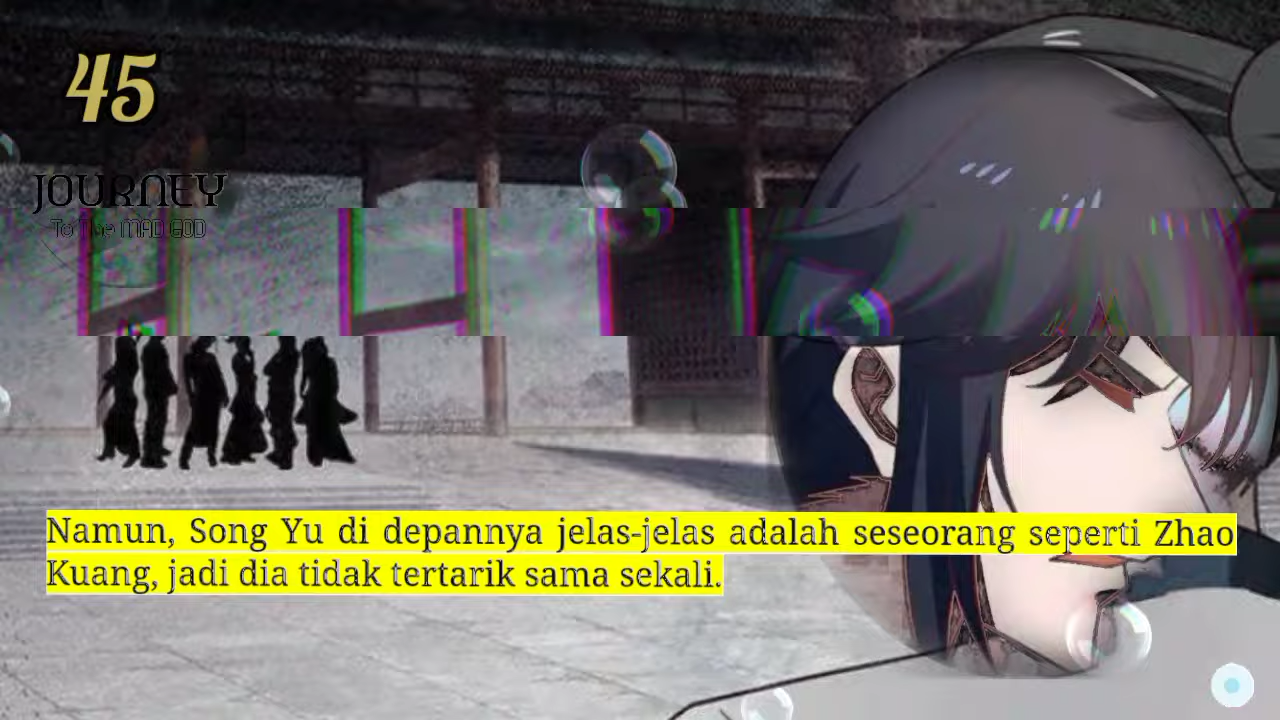 45
JOURNEY
To The MAD GOD
Namun, Song Yu di depannya jelas-jelas adalah seseorang seperti Zhao
Kuang, jadi dia tidak tertarik sama sekali.